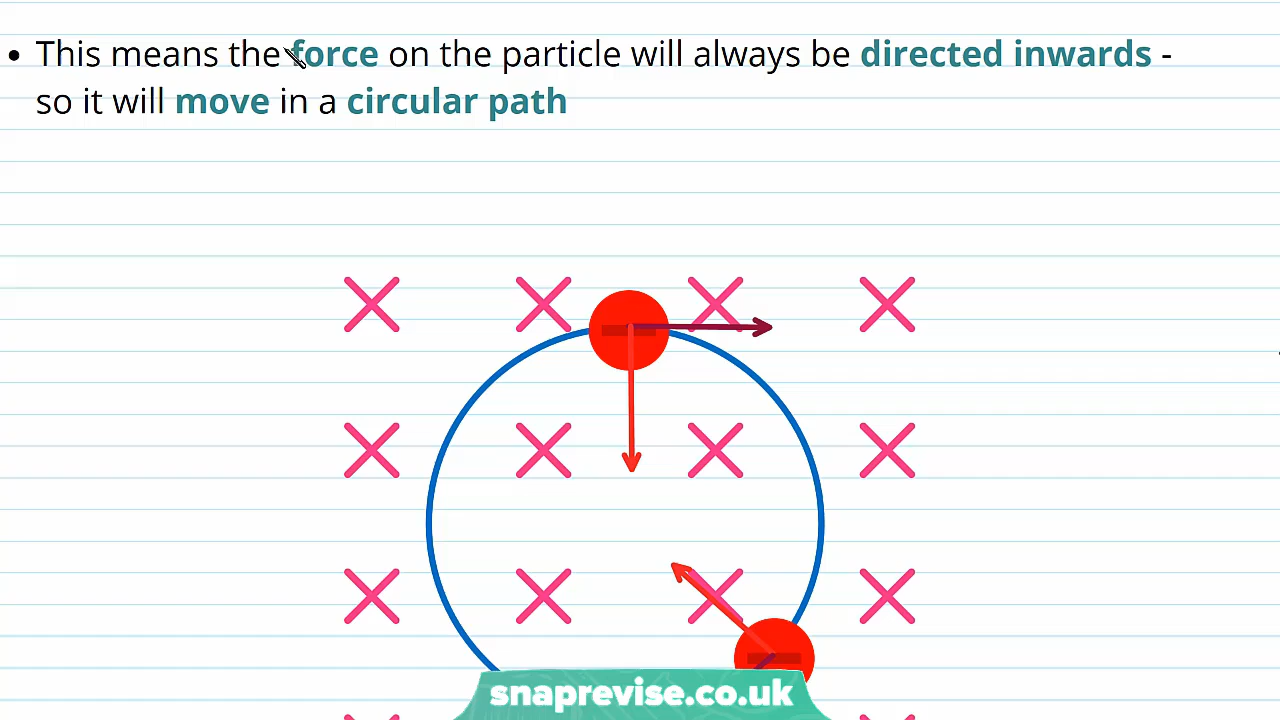 • This means the force on the particle will always be directed inwards -
so it will move in a circular path
snaprevise.co.uk